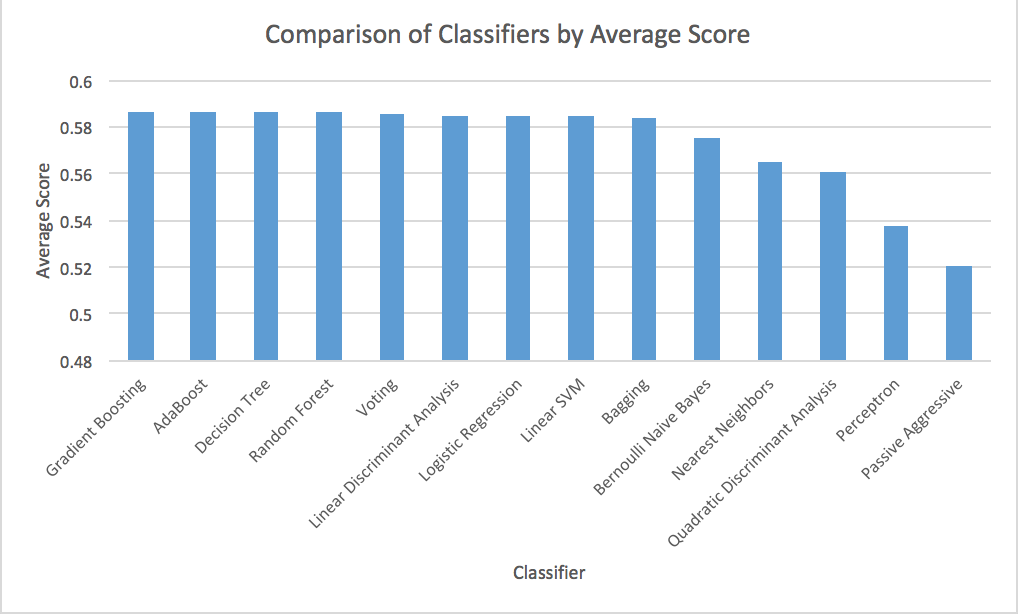 Comparison of Classifiers by Average Score
0.6
0.58
0.56
0.54
0.52
0.5
0.48
Average Score
Gradient Boosting
AdaBoost
Decision Tree
Random Forest
Voting
Linear Discriminant Analysis
Logistic Regression
Linear SVM
Bagging
Bernoulli Naive Bayes
Nearest Neighbors
Quadratic Discriminant Analysis
Perceptron
Passive Aggressive
Classifier